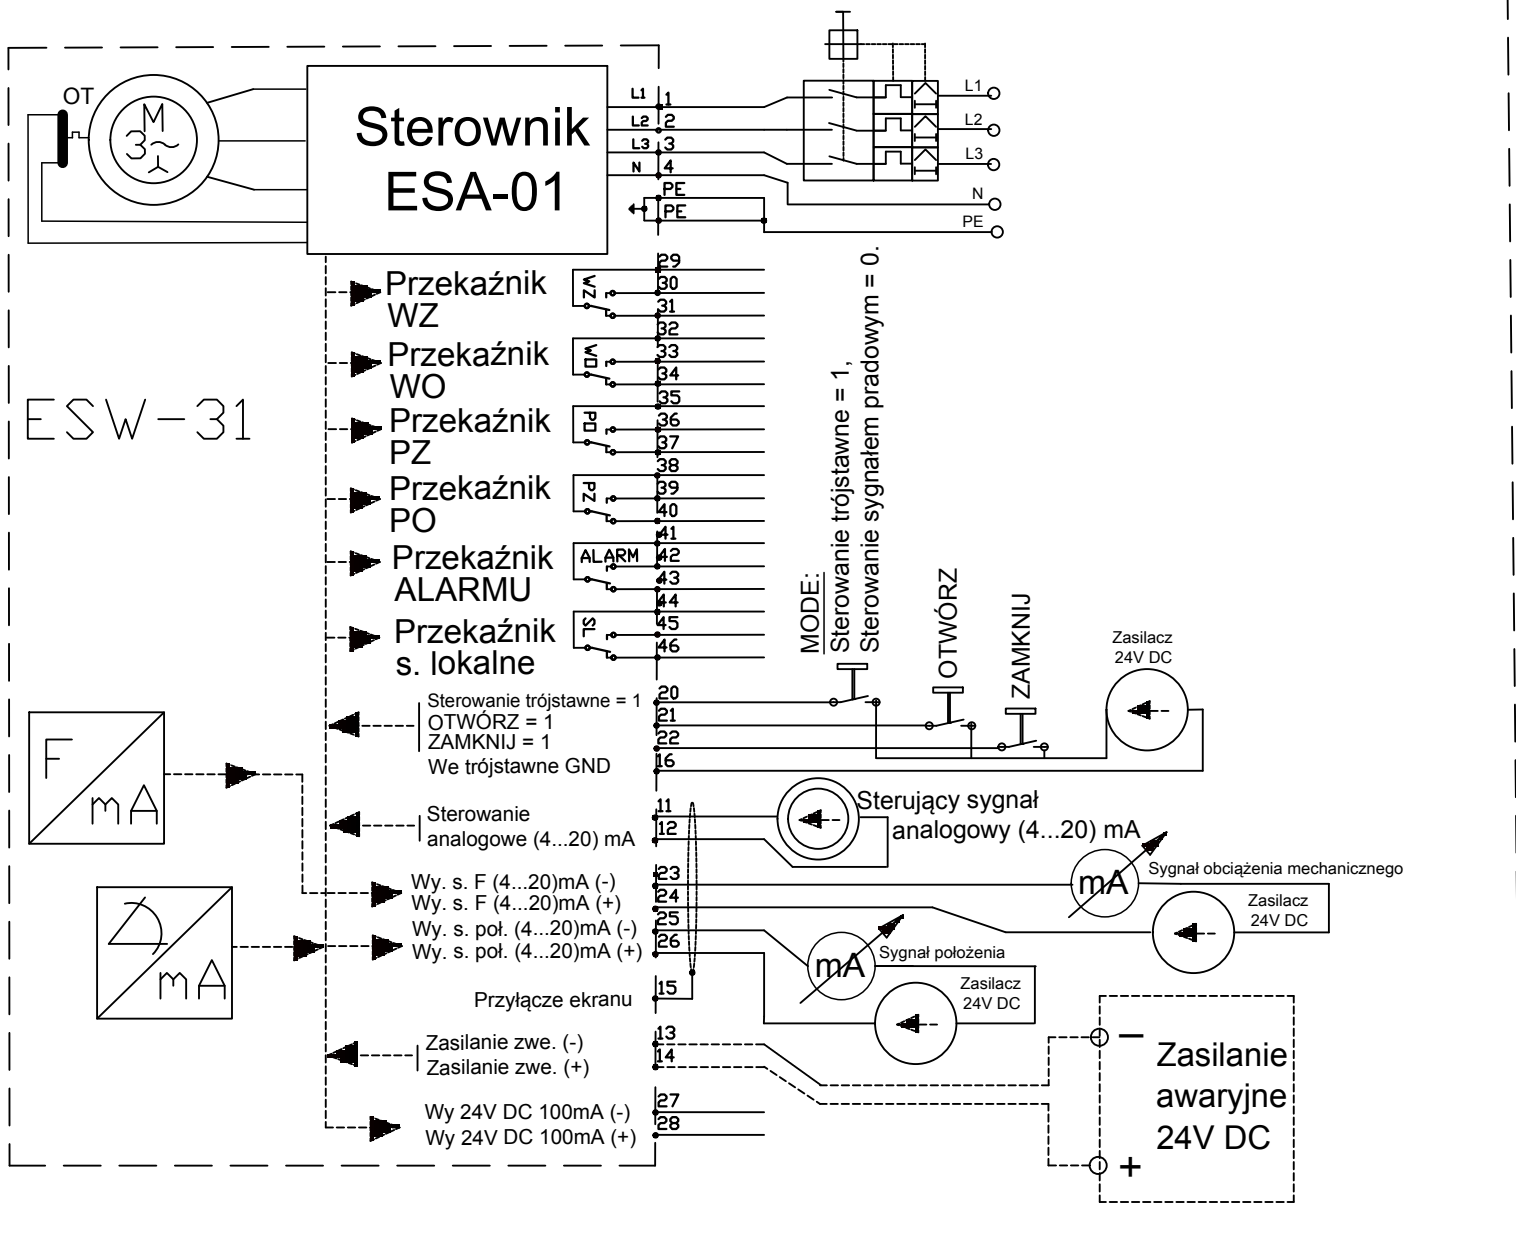 OT
M
3~
Sterownik
ESA-01
L1 1
L2 2
L3 3
N 4
PE
PE
L1
L2
L3
N
PE
ESW-31
Przekaźnik
WZ
WZ
29
30
31
Przekaźnik
WO
WO
32
33
34
Przekaźnik
PZ
PO
35
36
37
Przekaźnik
PO
PZ
38
39
40
Przekaźnik
ALARMU
ALARM
41
42
43
Przekaźnik
s. lokalne
SL
44
45
46
MODE:
Sterowanie trójstawne = 1,
Sterowanie sygnałem pradowym = 0.
OTWÓRZ
ZAMKNIJ
Zasilacz
24V DC
Sterowanie trójstawne = 1
OTWÓRZ = 1
ZAMKNIJ = 1
We trójstawne GND
20
21
22
16
F
mA
Sterowanie
analogowe (4...20) mA
11
12
Sterujący sygnał
analogowy (4...20) mA
Wy. s. F (4...20)mA (-)
Wy. s. F (4...20)mA (+)
Wy. s. poł. (4...20)mA (-)
Wy. s. poł. (4...20)mA (+)
23
24
25
26
mA
Sygnał obciążenia mechanicznego
Zasilacz
24V DC
mA
Sygnał położenia
Zasilacz
24V DC
mA
Przyłącze ekranu
15
Zasilanie zwe. (-)
Zasilanie zwe. (+)
13
14
−
Zasilanie
awaryjne
24V DC
+
Wy 24V DC 100mA (-)
Wy 24V DC 100mA (+)
27
28